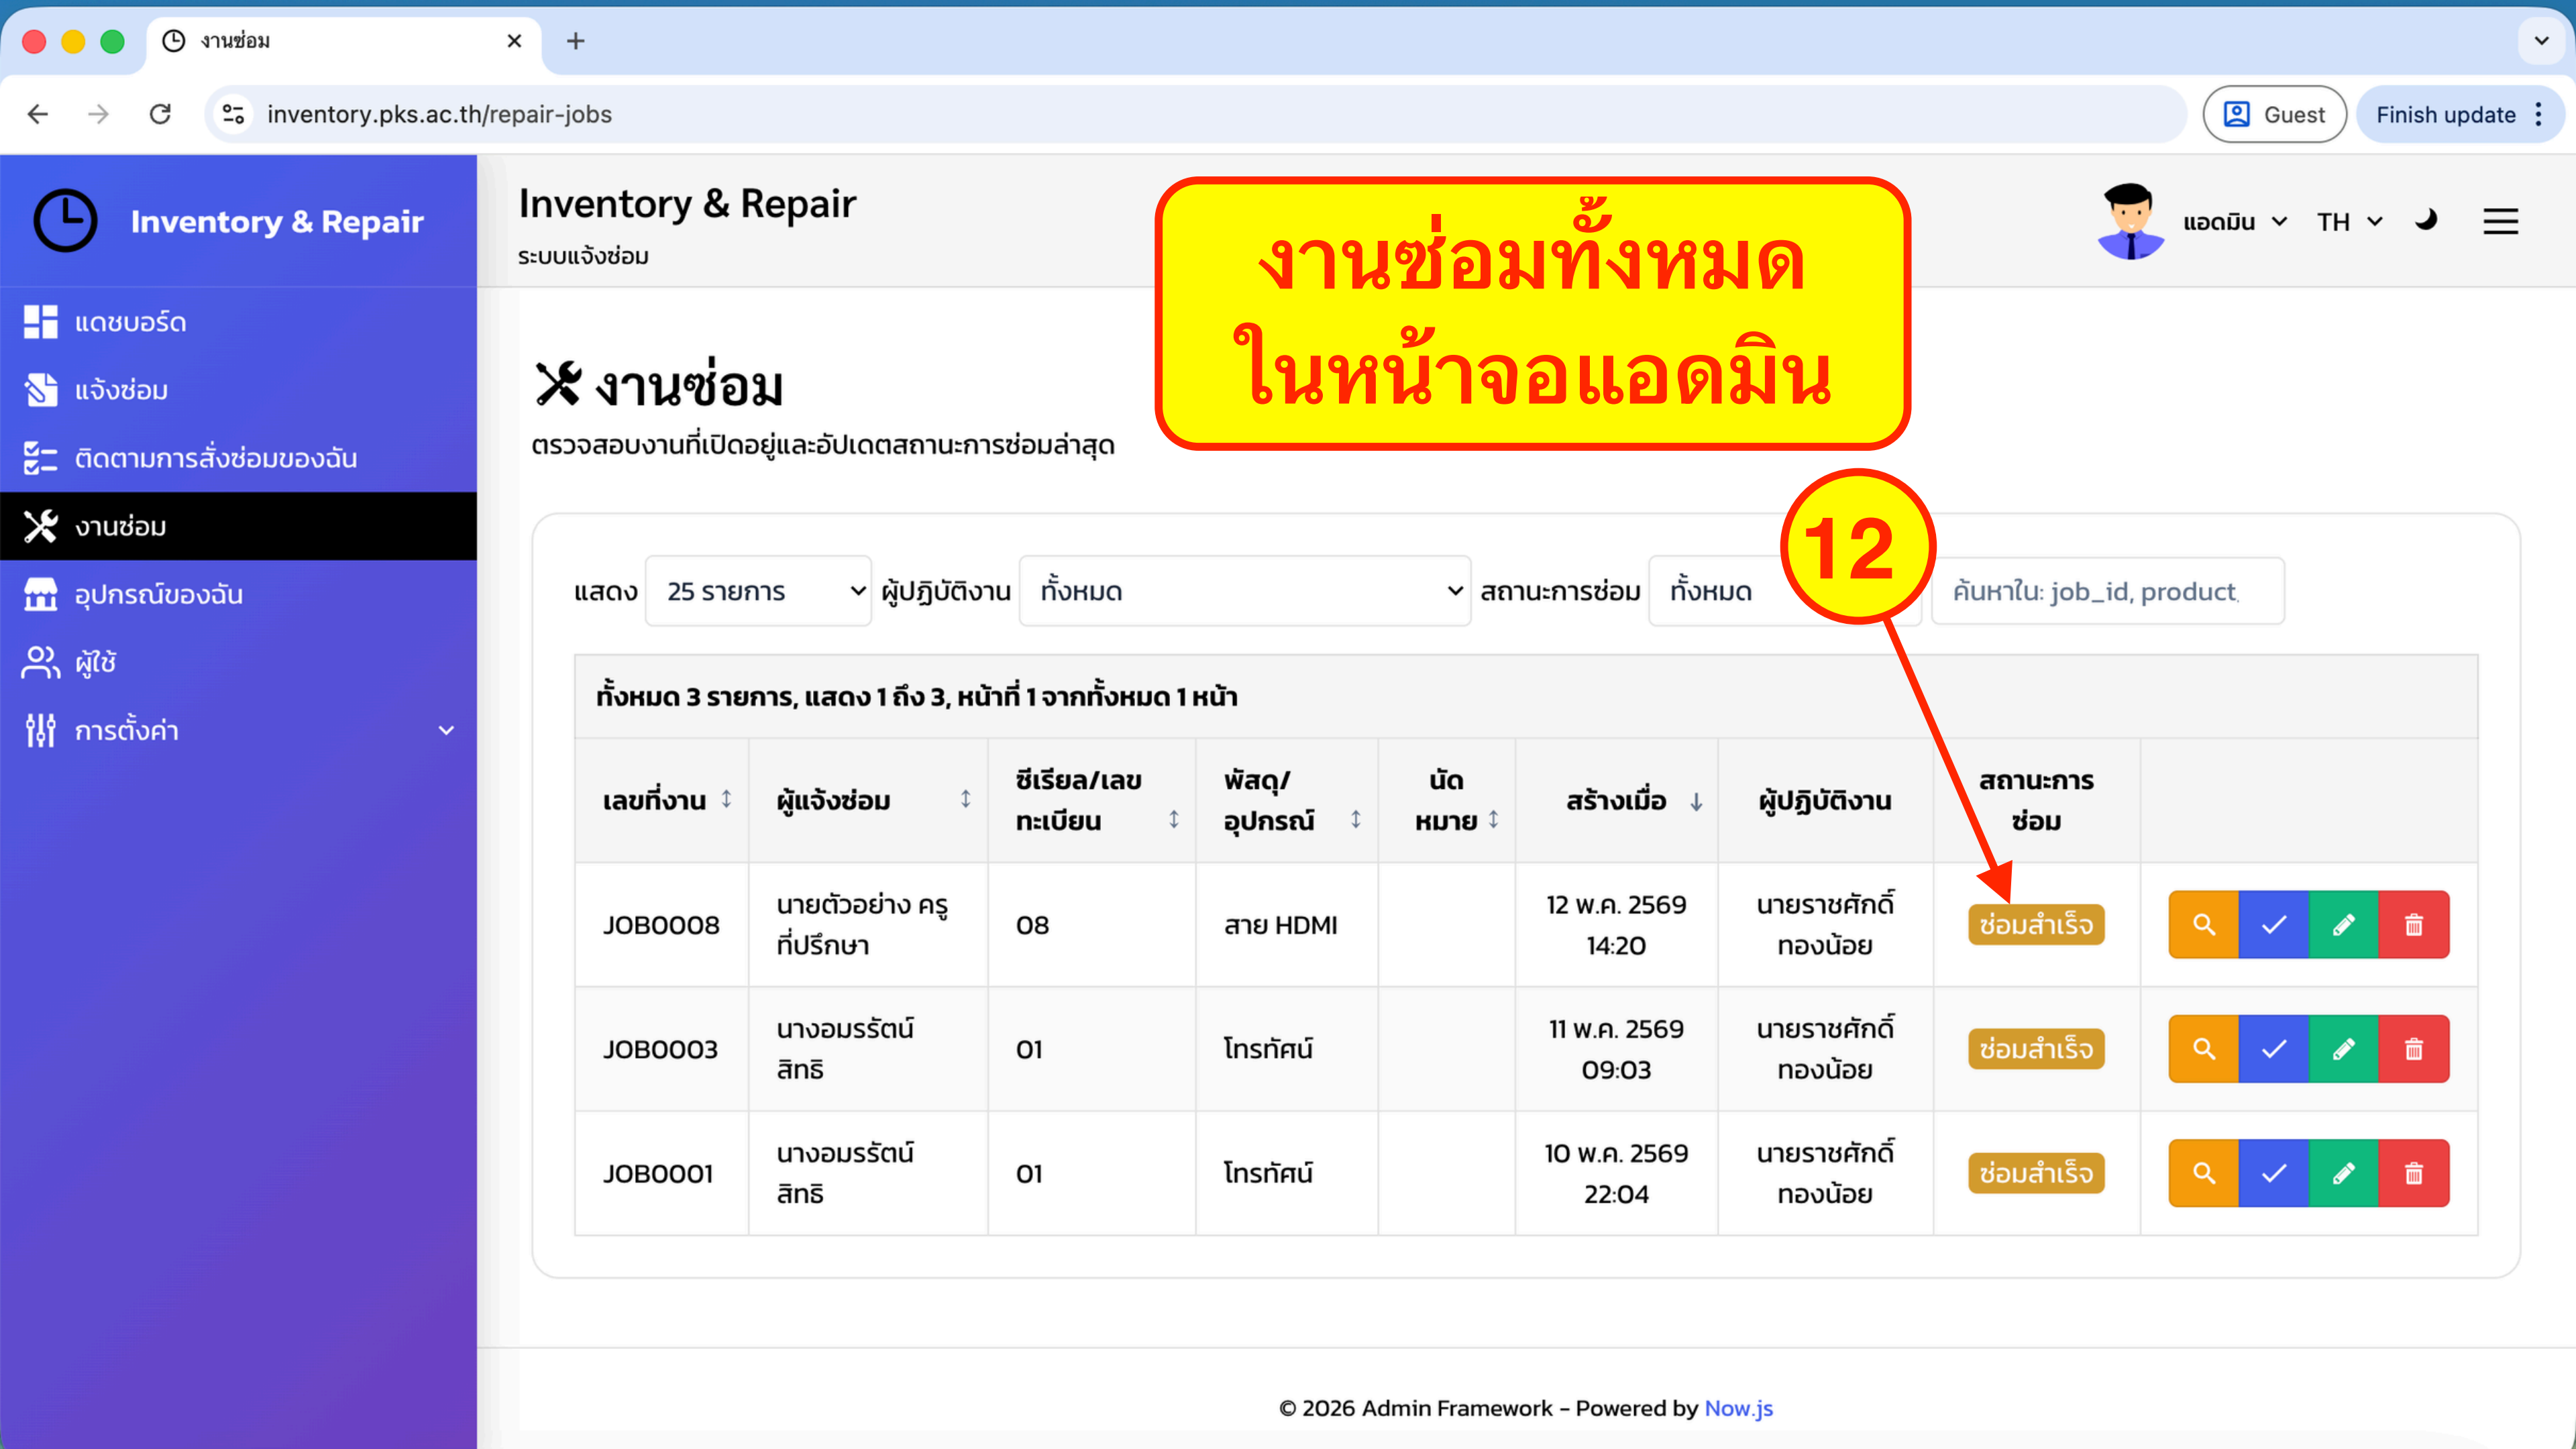 งานซ่อม
inventory.pks.ac.th/repair-jobs
Guest
Finish update
Inventory & Repair
แดชบอร์ด
แจ้งซ่อม
ติดตามการสั่งซ่อมของฉัน
งานซ่อม
อุปกรณ์ของฉัน
ผู้ใช้
การตั้งค่า
Inventory & Repair
ระบบแจ้งซ่อม
งานซ่อมทั้งหมด
ในหน้าจอแอดมิน
แอดมิน
TH
งานซ่อม
ตรวจสอบงานที่เปิดอยู่และอัปเดตสถานะการซ่อมล่าสุด
12
แสดง 25 รายการ ผู้ปฏิบัติงาน ทั้งหมด สถานะการซ่อม ทั้งหมด ค้นหาใน: job_id, product
ทั้งหมด 3 รายการ, แสดง 1 ถึง 3, หน้าที่ 1 จากทั้งหมด 1 หน้า
เลขที่งาน ผู้แจ้งซ่อม ซีเรียล/เลขทะเบียน พัสดุ/อุปกรณ์ นัดหมาย สร้างเมื่อ ผู้ปฏิบัติงาน สถานะการซ่อม
JOB0008 นายตัวอย่าง ครูที่ปรึกษา 08 สาย HDMI 12 พ.ค. 2569 14:20 นายราชศักดิ์ ทองน้อย ซ่อมสำเร็จ
JOB0003 นางอมรรัตน์ สิทธิ 01 โทรทัศน์ 11 พ.ค. 2569 09:03 นายราชศักดิ์ ทองน้อย ซ่อมสำเร็จ
JOB0001 นางอมรรัตน์ สิทธิ 01 โทรทัศน์ 10 พ.ค. 2569 22:04 นายราชศักดิ์ ทองน้อย ซ่อมสำเร็จ
© 2026 Admin Framework - Powered by Now.js